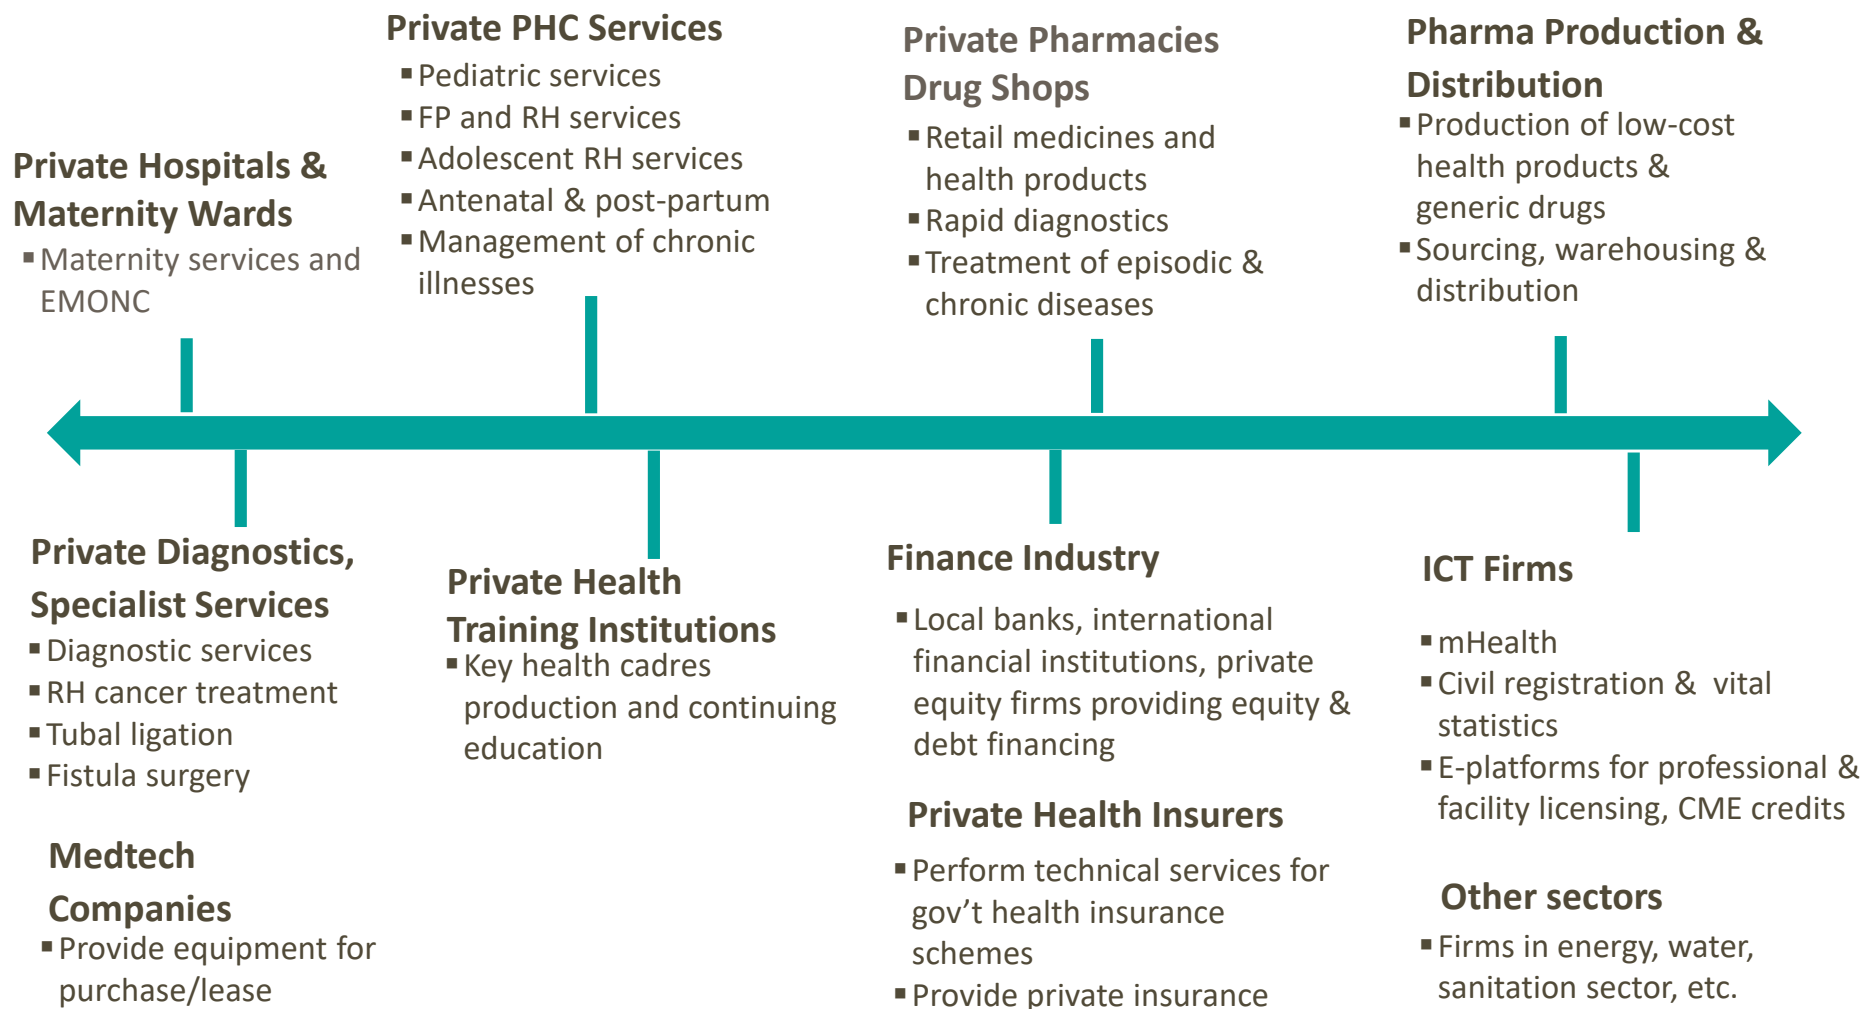 Private Hospitals &
Maternity Wards
▪ Maternity services and
EMONC
Private PHC Services
▪ Pediatric services
▪ FP and RH services
▪ Adolescent RH services
▪ Antenatal & post-partum
▪ Management of chronic
illnesses
Private Pharmacies
Drug Shops
▪ Retail medicines and
health products
▪ Rapid diagnostics
▪ Treatment of episodic &
chronic diseases
Pharma Production &
Distribution
▪ Production of low-cost
health products &
generic drugs
▪ Sourcing, warehousing &
distribution
Private Diagnostics,
Specialist Services
▪ Diagnostic services
▪ RH cancer treatment
▪ Tubal ligation
▪ Fistula surgery
Medtech
Companies
▪ Provide equipment for
purchase/lease
Private Health
Training Institutions
▪ Key health cadres
production and continuing
education
Finance Industry
▪ Local banks, international
financial institutions, private
equity firms providing equity &
debt financing
Private Health Insurers
▪ Perform technical services for
gov’t health insurance
schemes
▪ Provide private insurance
ICT Firms
▪ mHealth
▪ Civil registration & vital
statistics
▪ E-platforms for professional &
facility licensing, CME credits
Other sectors
▪ Firms in energy, water,
sanitation sector, etc.